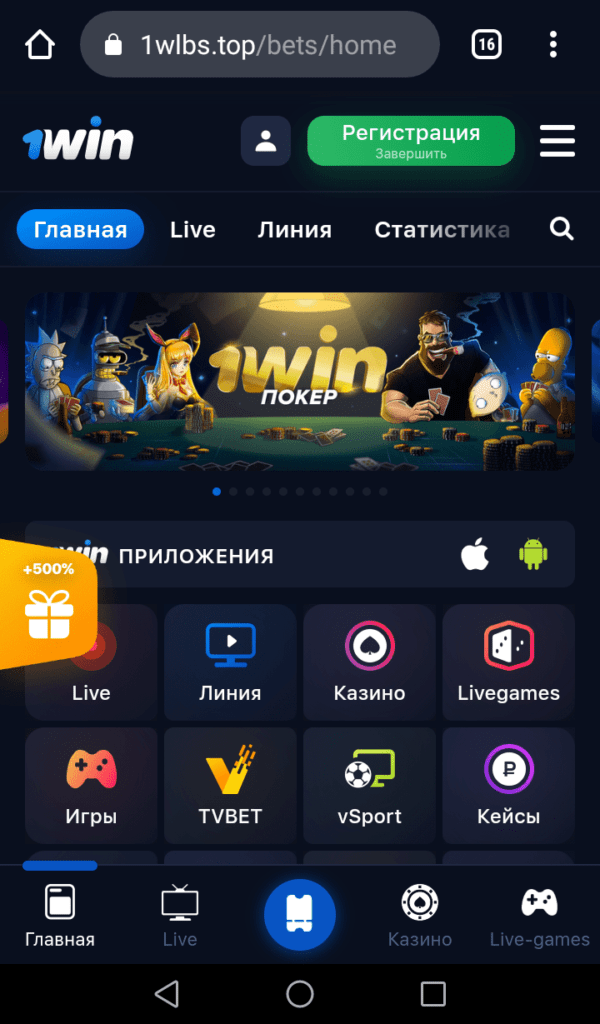 1wlbs.top/bets/home
16
1win
Регистрация
Завершить
Главная
Live
Линия
Статистика
1win
ПОКЕР
+500%
win ПРИЛОЖЕНИЯ
Live
Линия
Казино
Livegames
Игры
TVBET
vSport
Кейсы
Главная
Live
Казино
Live-games